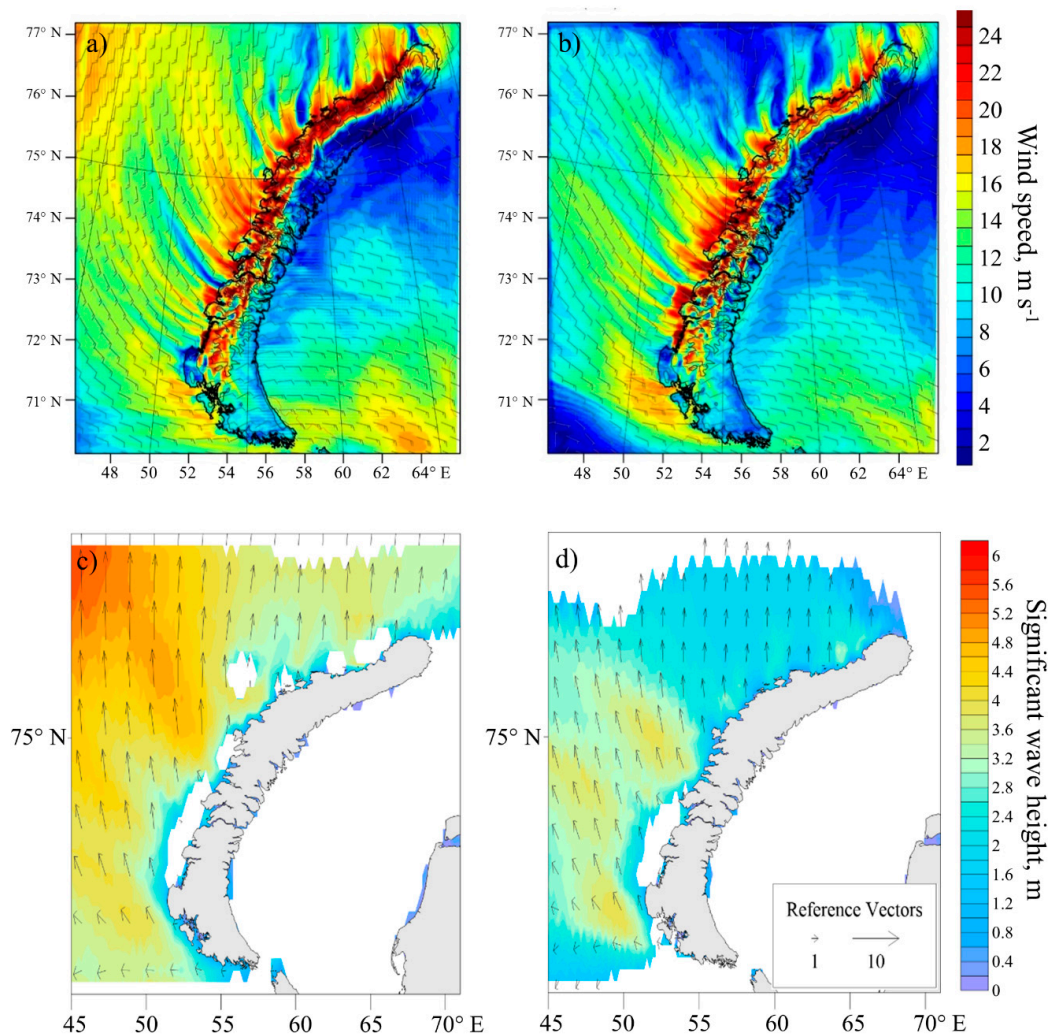 a)
77° N
76° N
75° N
74° N
73° N
72° N
71° N
48 50 52 54 56 58 60 62 64° E
b)
77° N
76° N
75° N
74° N
73° N
72° N
71° N
48 50 52 54 56 58 60 62 64° E
24
22
20
18
16
14
12
10
8
6
4
2
Wind speed, m s⁻¹
c)
75° N
45 50 55 60 65 70° E
d)
75° N
Reference Vectors
1 10
45 50 55 60 65 70° E
6
5.6
5.2
4.8
4.4
4
3.6
3.2
2.8
2.4
2
1.6
1.2
0.8
0.4
0
Significant wave height, m